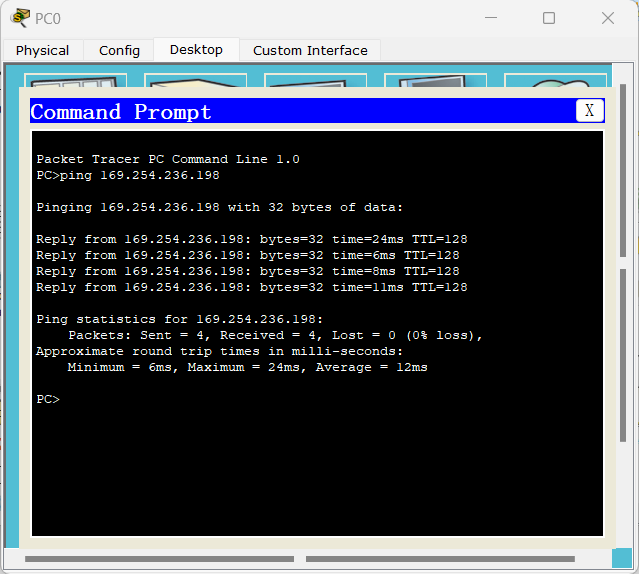 PC0
Physical Config Desktop Custom Interface
Command Prompt X
Packet Tracer PC Command Line 1.0
PC>ping 169.254.236.198
Pinging 169.254.236.198 with 32 bytes of data:
Reply from 169.254.236.198: bytes=32 time=24ms TTL=128
Reply from 169.254.236.198: bytes=32 time=6ms TTL=128
Reply from 169.254.236.198: bytes=32 time=8ms TTL=128
Reply from 169.254.236.198: bytes=32 time=11ms TTL=128
Ping statistics for 169.254.236.198:
Packets: Sent = 4, Received = 4, Lost = 0 (0% loss),
Approximate round trip times in milli-seconds:
Minimum = 6ms, Maximum = 24ms, Average = 12ms
PC>